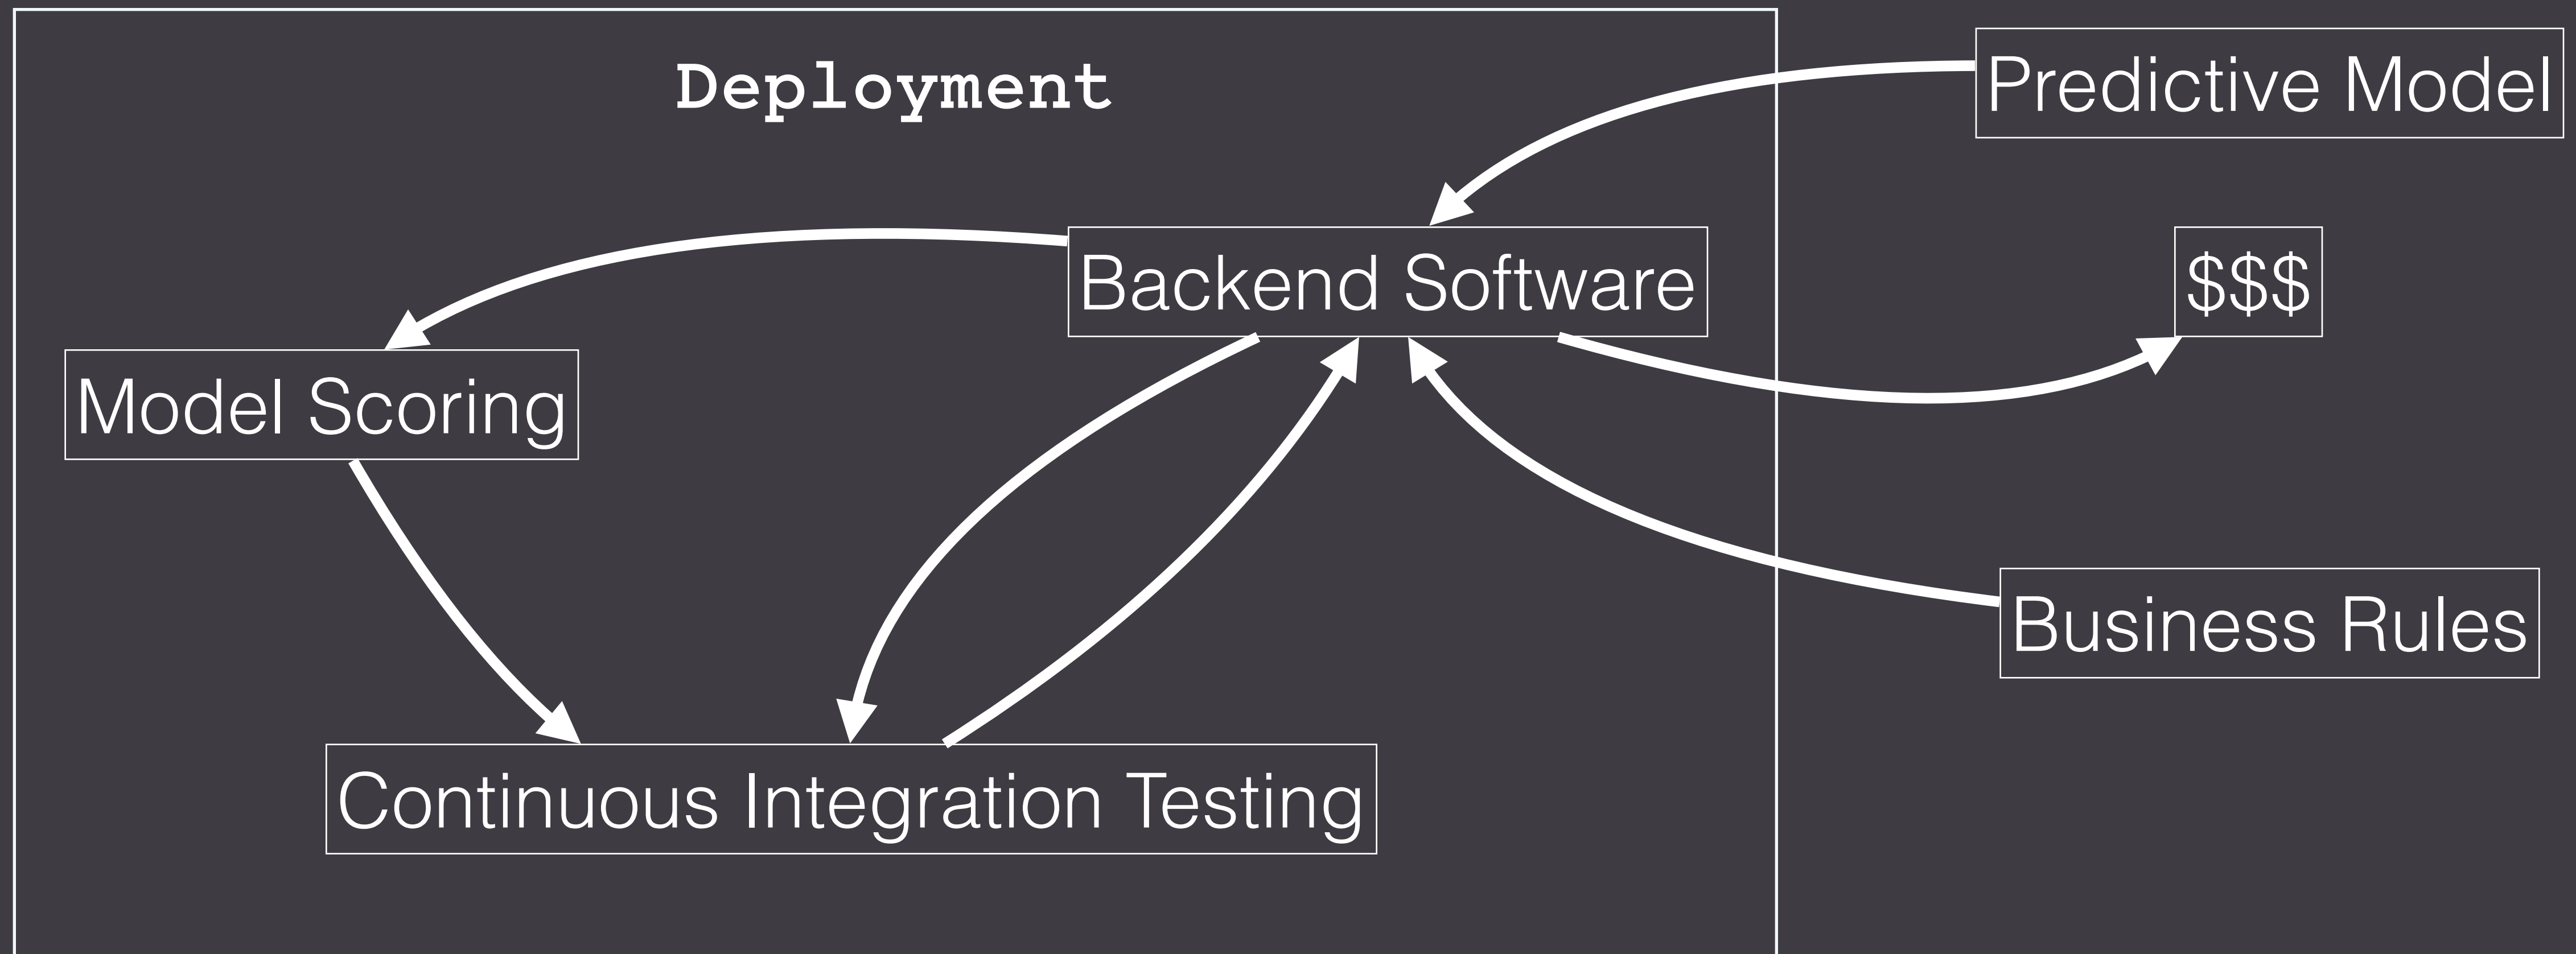 Deployment
Predictive Model
Backend Software
$$$
Model Scoring
Business Rules
Continuous Integration Testing